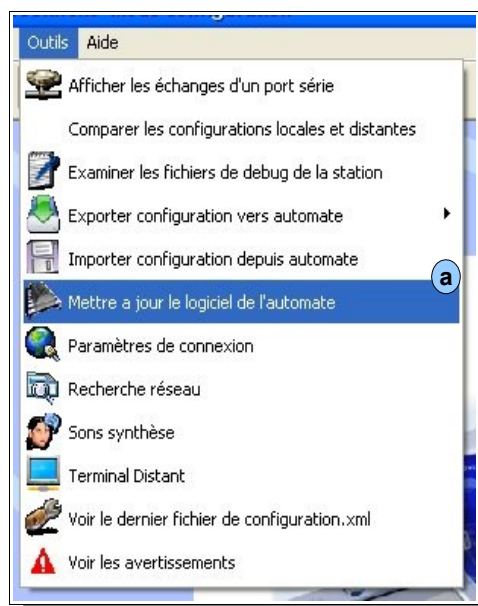 Outils Aide
Afficher les échanges d'un port série
Comparer les configurations locales et distantes
Examiner les fichiers de debug de la station
Exporter configuration vers automate
Importer configuration depuis automate
a
Mettre a jour le logiciel de l'automate
Paramètres de connexion
Recherche réseau
Sons synthèse
Terminal Distant
Voir le dernier fichier de configuration.xml
Voir les avertissements